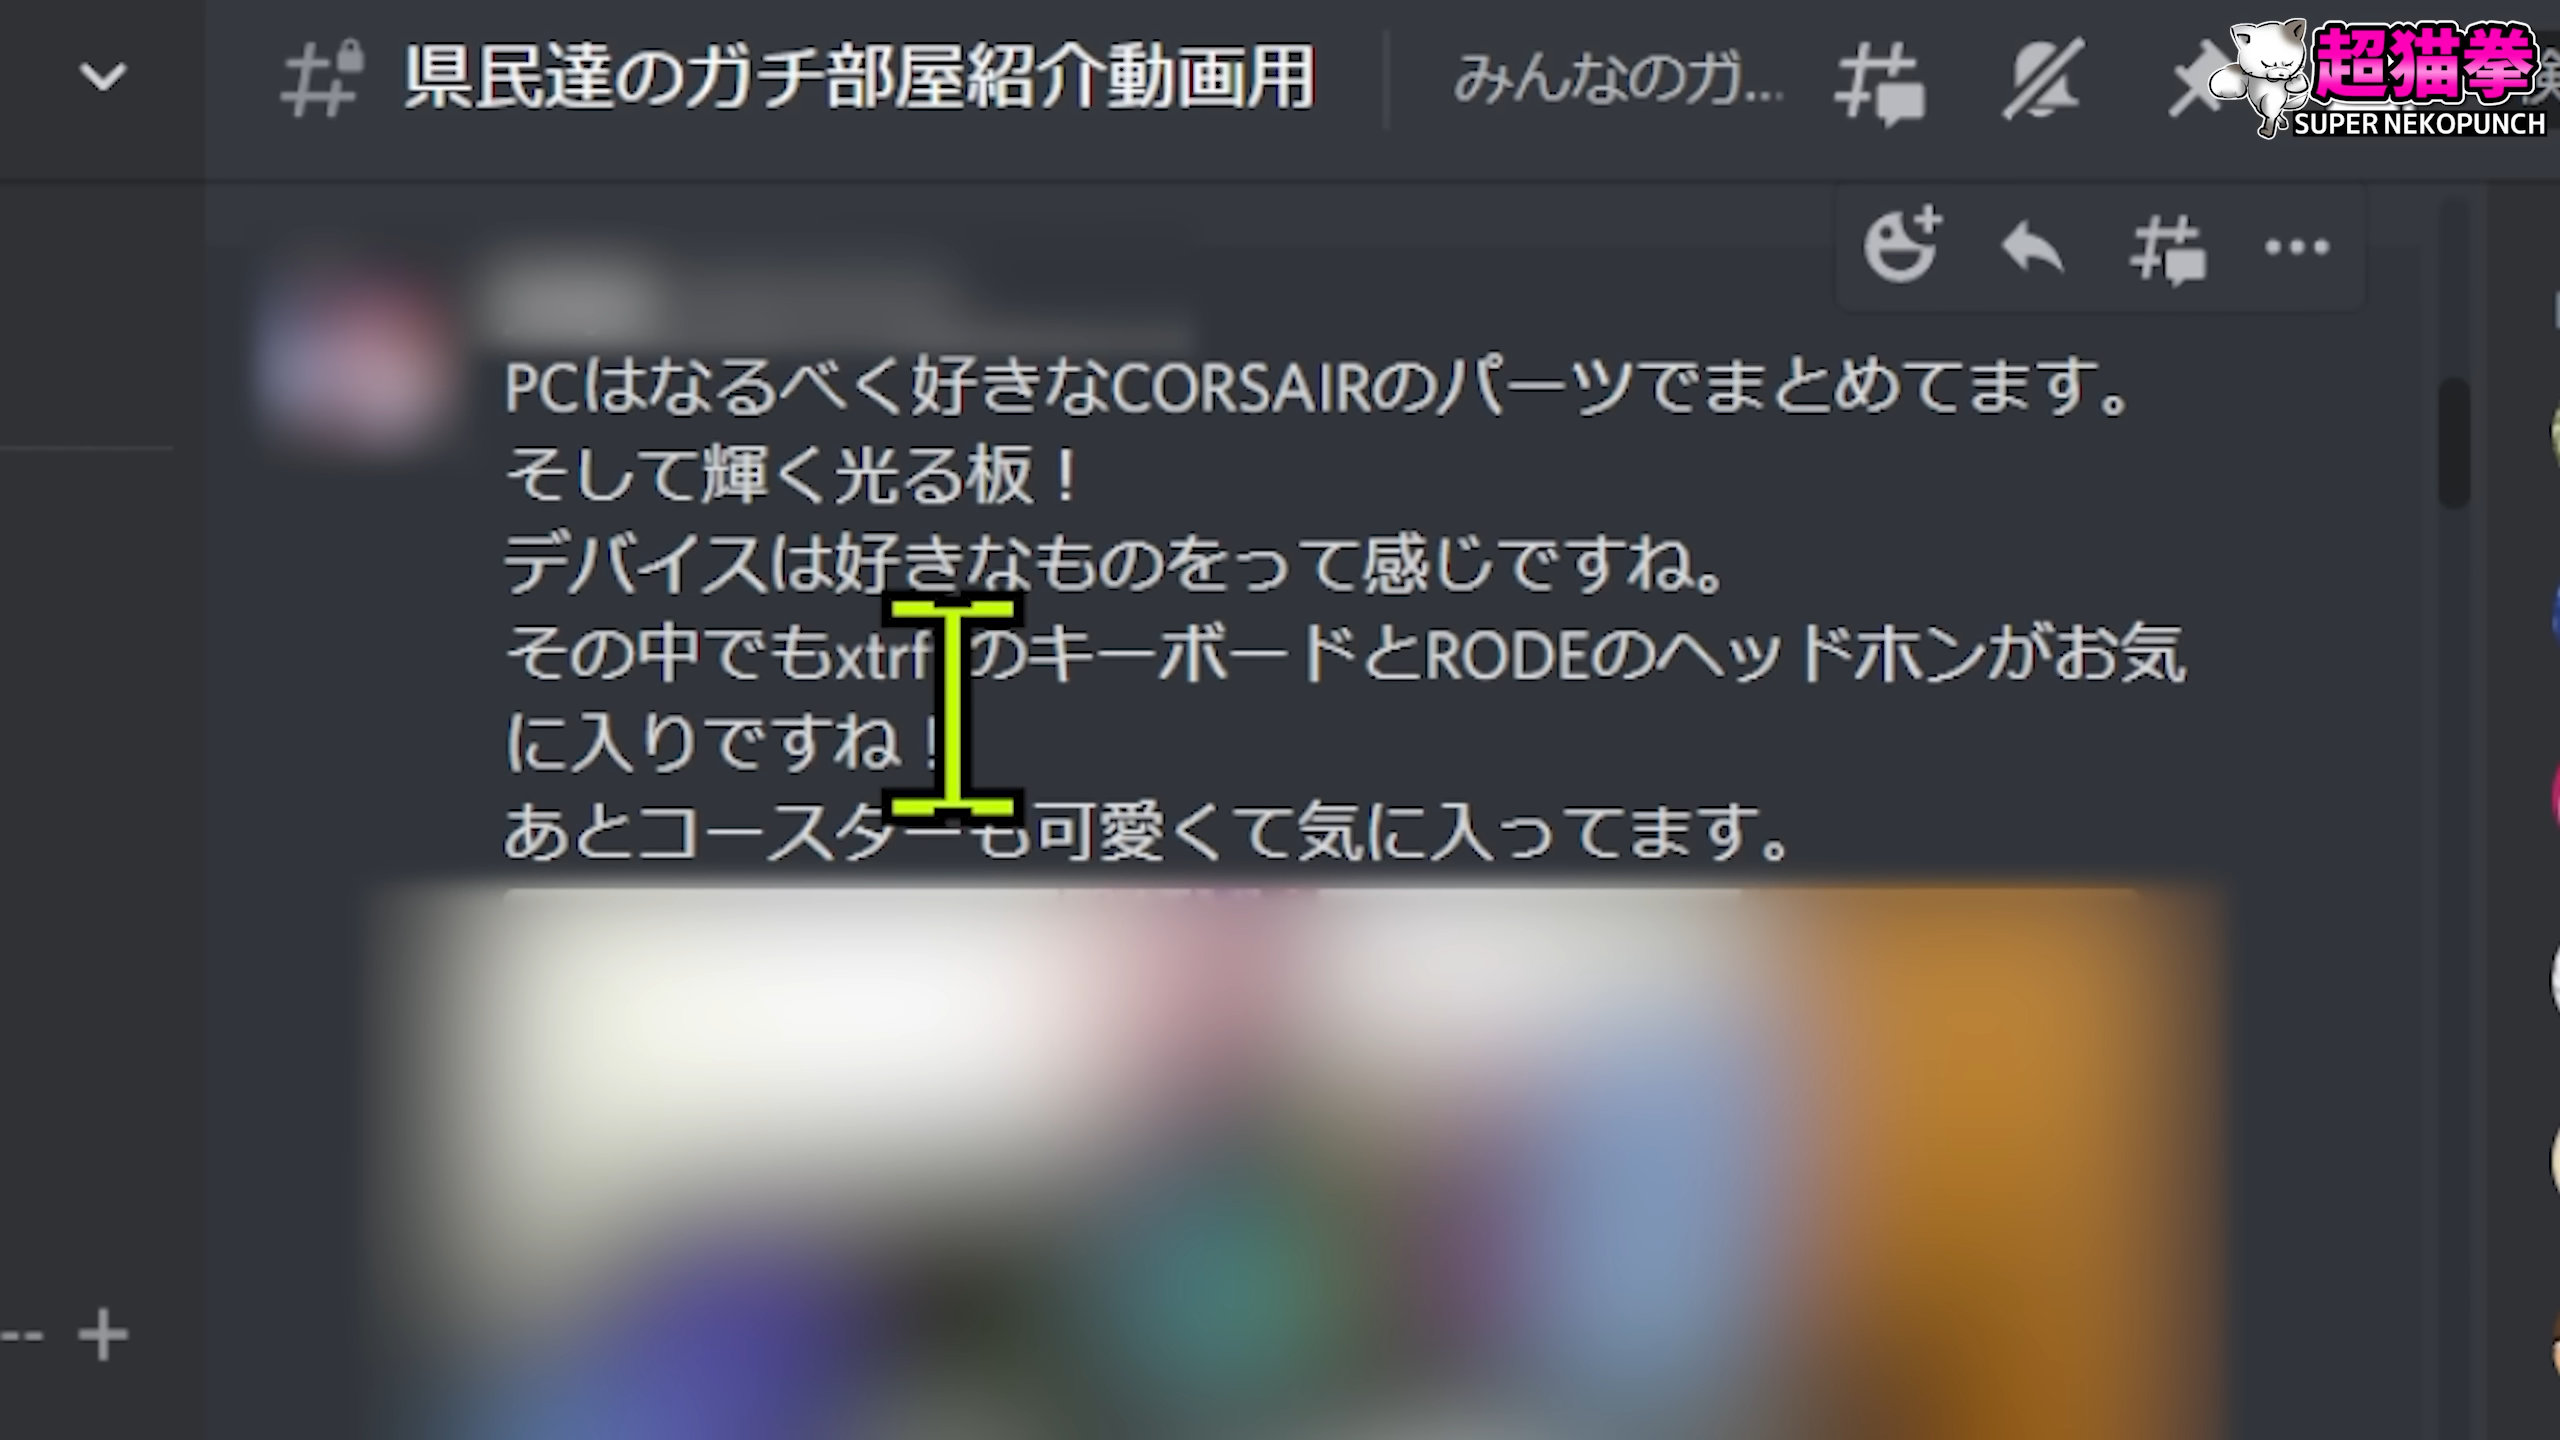 県民達のガチ部屋紹介動画用
みんなのガ...
超猫拳
SUPER NEKOPUNCH
PCはなるべく好きなCORSAIRのパーツでまとめてます。
そして輝く光る板！
デバイスは好きなものをって感じですね。
その中でもxtrfのキーボードとRODEのヘッドホンがお気
に入りですね！
あとコースターも可愛くて気に入ってます。